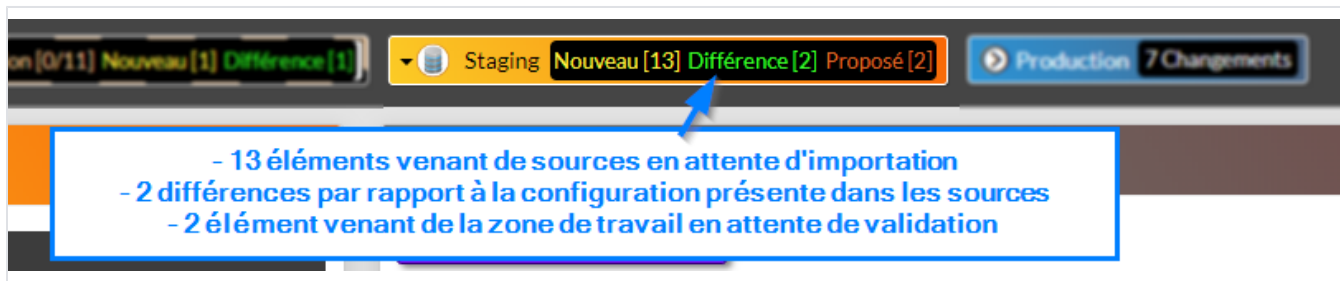 on [0/11] Nouveau [1] Différence [1]
Staging Nouveau [13] Différence [2] Proposé [2]
Production 7 Changements
- 13 éléments venant de sources en attente d'importation
- 2 différences par rapport à la configuration présente dans les sources
- 2 élément venant de la zone de travail en attente de validation